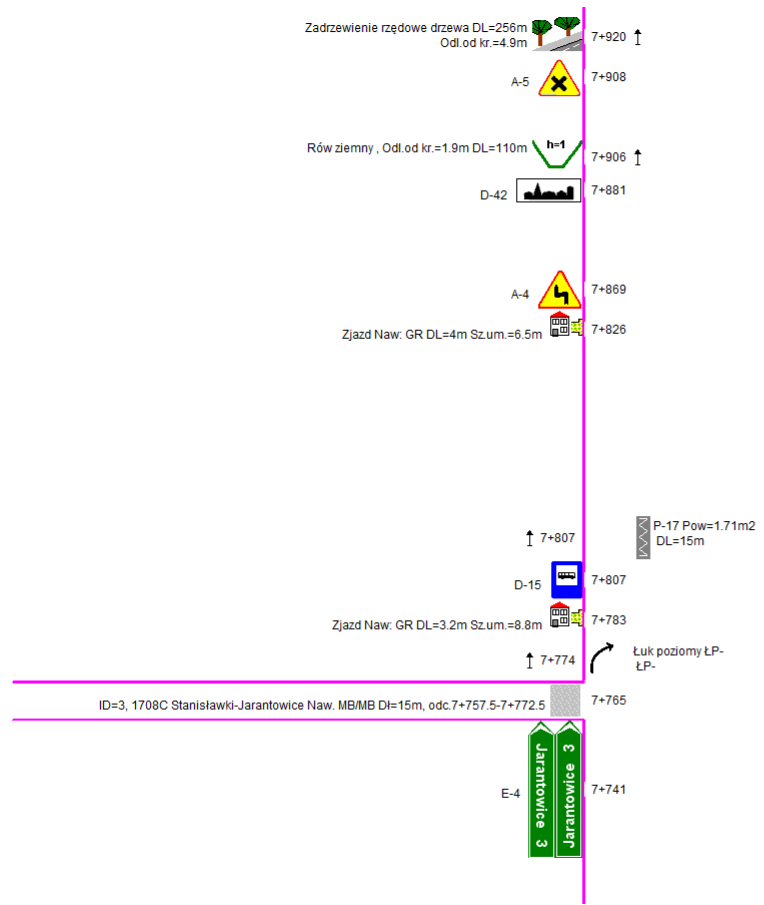 Zadrzewienie rzędowe drzewa DL=256m
Odl.od kr.=4.9m
7+920
A-5
7+908
Rów ziemny , Odl.od kr.=1.9m DL=110m
h=1
7+906
D-42
7+881
A-4
7+869
Zjazd Naw: GR DL=4m Sz.um.=6.5m
7+826
P-17 Pow=1.71m2
DL=15m
7+807
D-15
7+807
Zjazd Naw: GR DL=3.2m Sz.um.=8.8m
7+783
7+774
Łuk poziomy ŁP-
ŁP-
ID=3, 1708C Stanisławki-Jarantowice Naw. MB/MB Dł=15m, odc.7+757.5-7+772.5
7+765
E-4
Jarantowice 3
Jarantowice 3
7+741